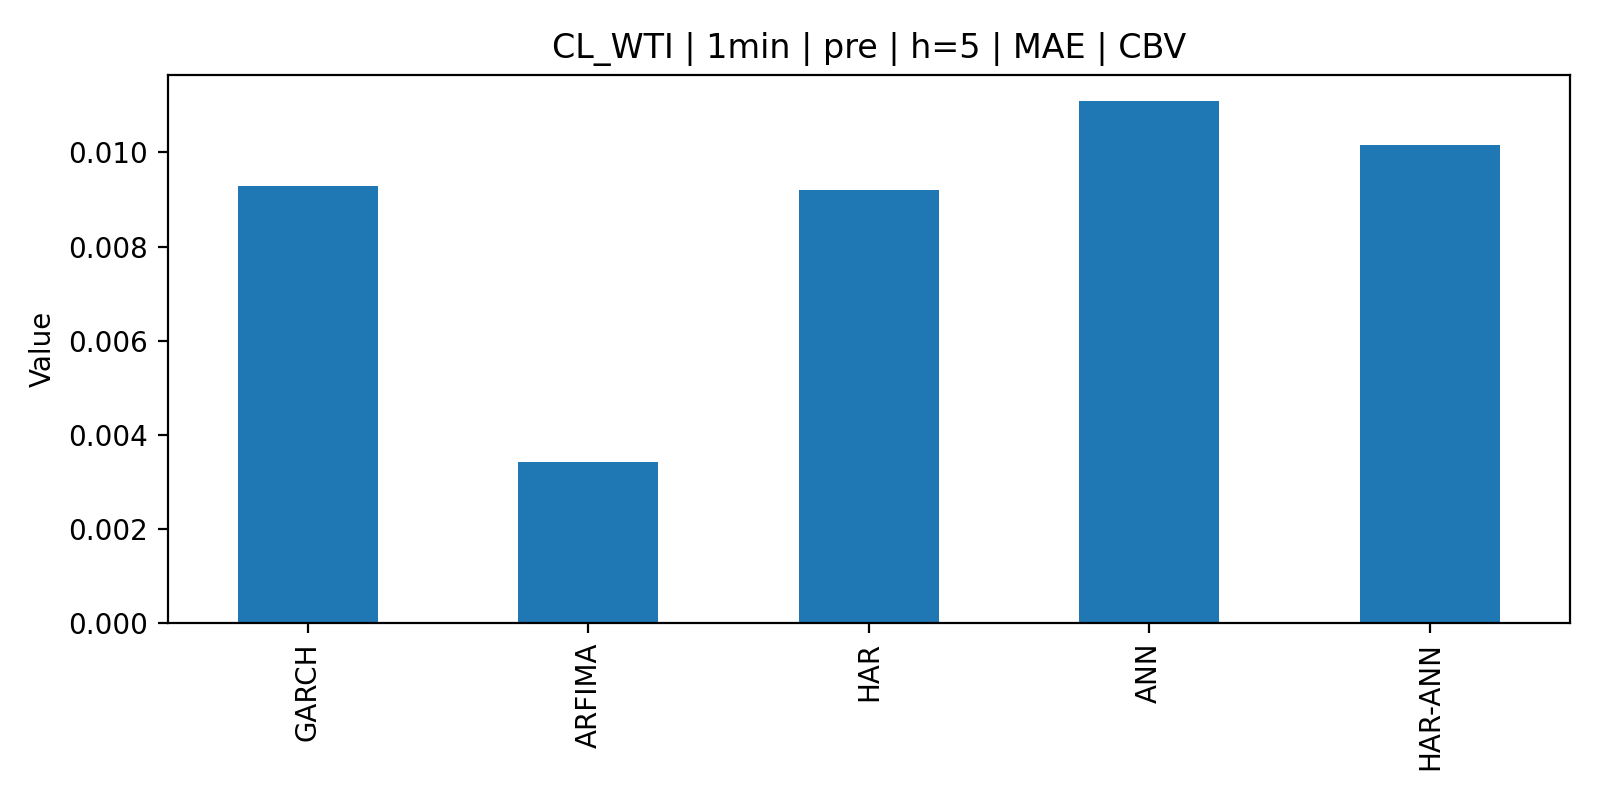 CL_WTI | 1min | pre | h=5 | MAE | CBV
Value
0.010
0.008
0.006
0.004
0.002
0.000
GARCH
ARFIMA
HAR
ANN
HAR-ANN